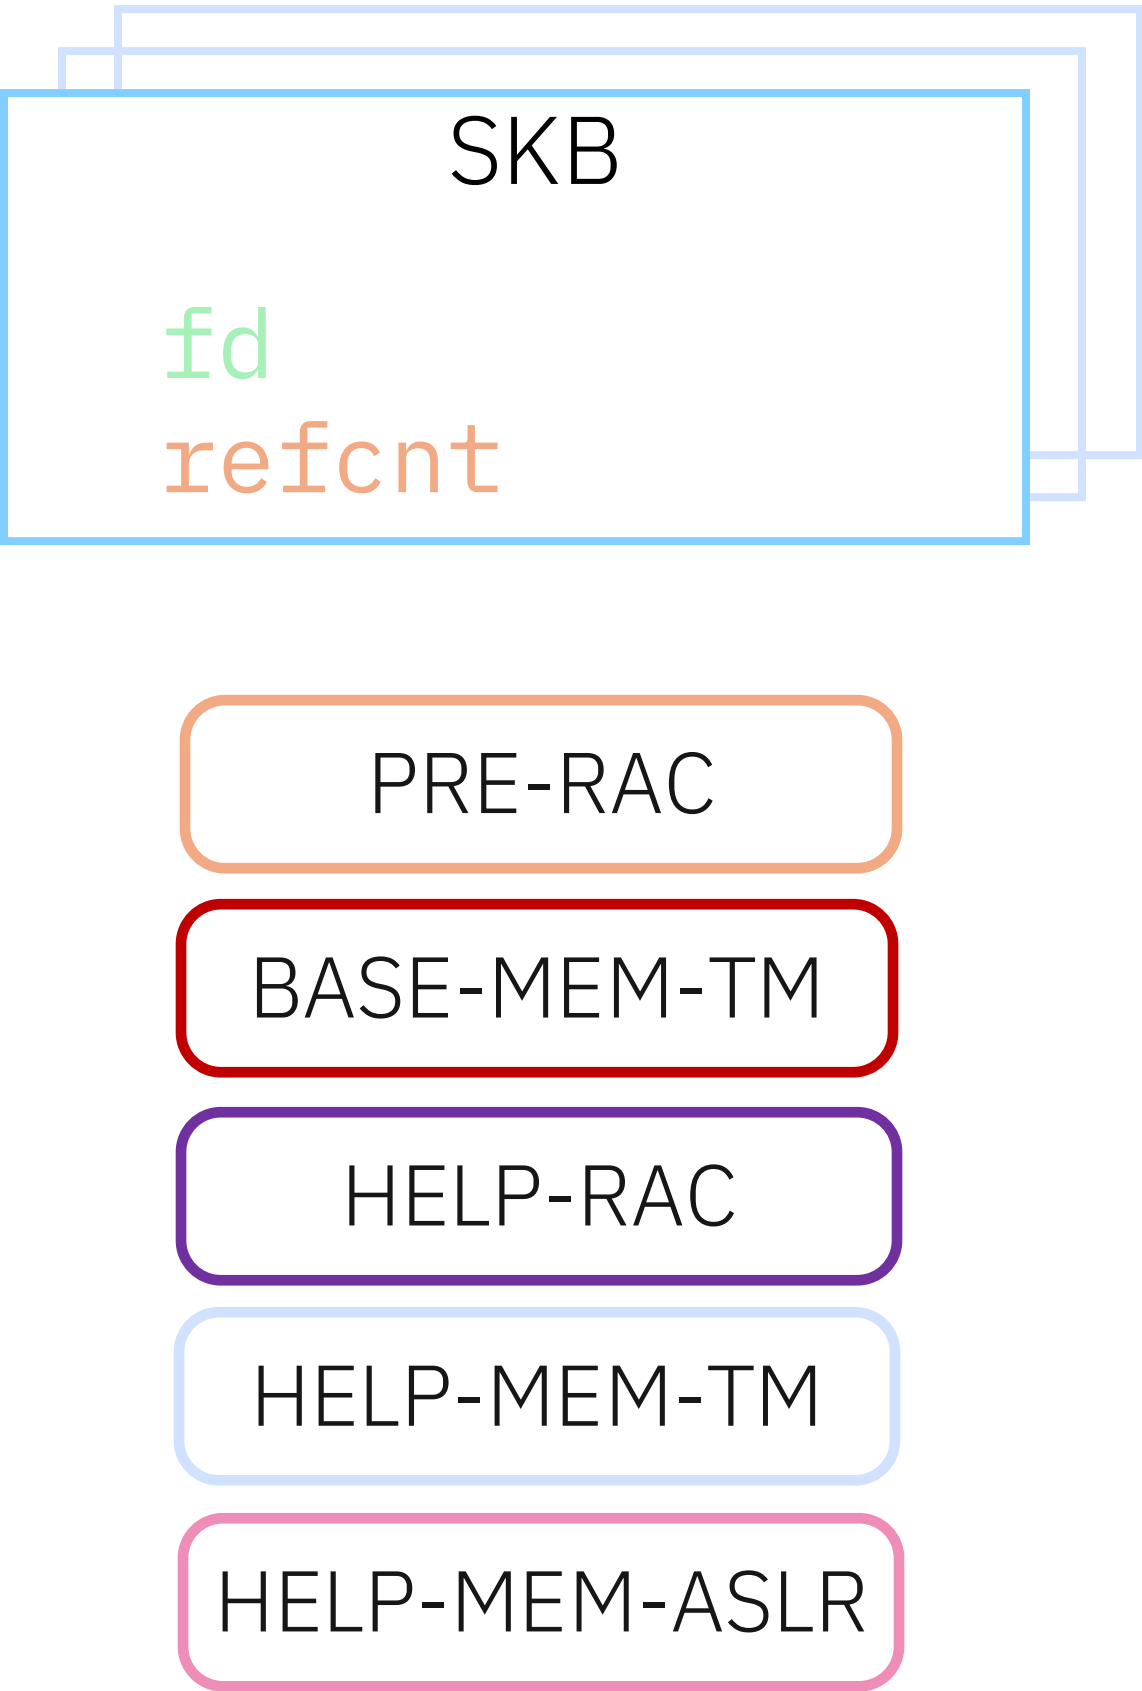 SKB
fd
refcnt
PRE-RAC
BASE-MEM-TM
HELP-RAC
HELP-MEM-TM
HELP-MEM-ASLR